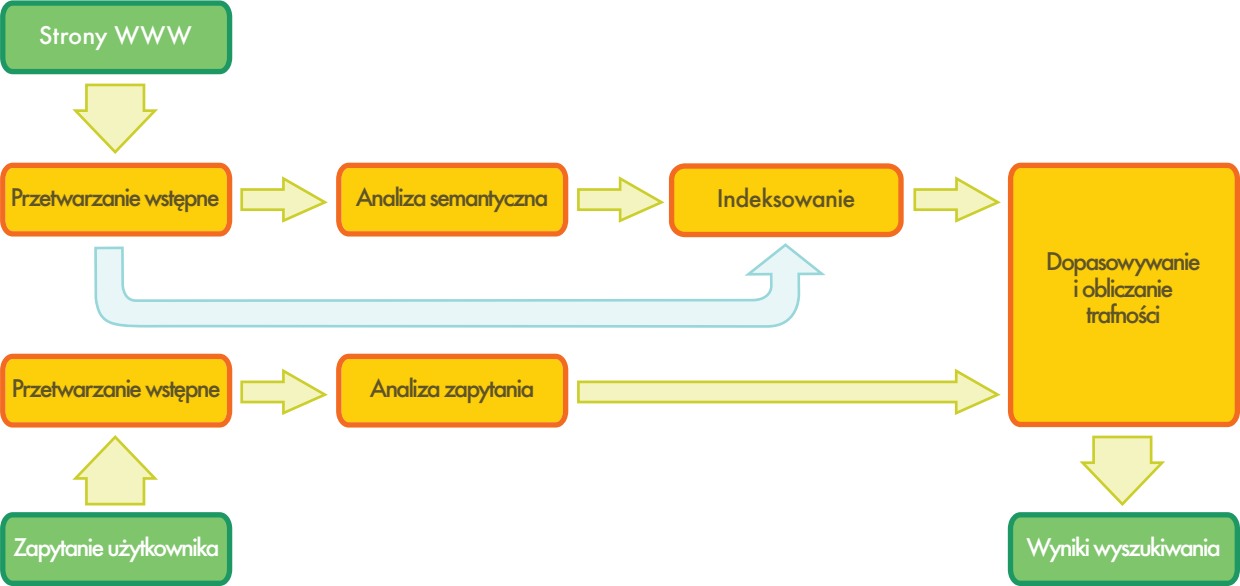 Strony WWW
Przetwarzanie wstępne
Analiza semantyczna
Indeksowanie
Dopasowywanie
i obliczanie
trafności
Przetwarzanie wstępne
Analiza zapytania
Zapytanie użytkownika
Wyniki wyszukiwania